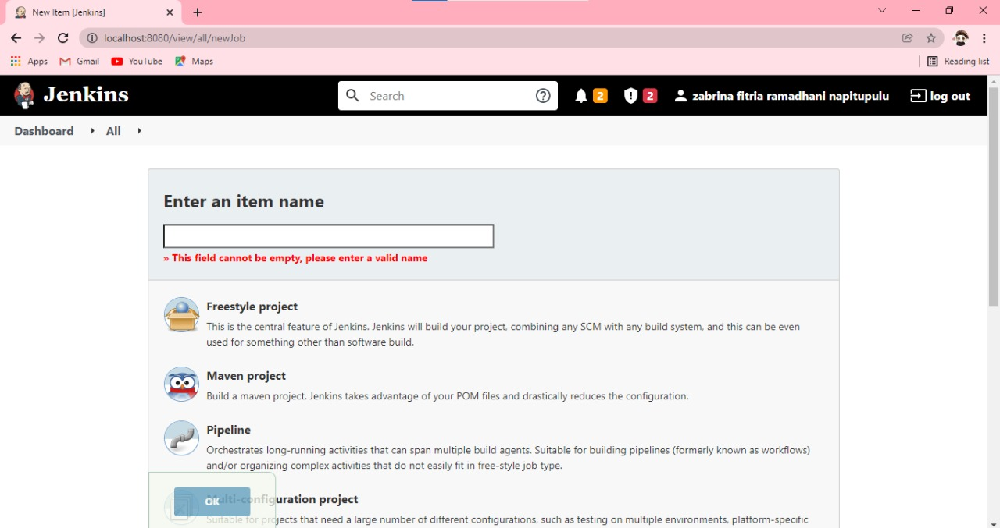 New Item [Jenkins]
localhost:8080/view/all/newJob
Apps Gmail YouTube Maps Reading list
Jenkins Search 2 2 zabrina fitria ramadhani napitupulu log out
Dashboard All
Enter an item name
» This field cannot be empty, please enter a valid name
Freestyle project
This is the central feature of Jenkins. Jenkins will build your project, combining any SCM with any build system, and this can be even
used for something other than software build.
Maven project
Build a maven project. Jenkins takes advantage of your POM files and drastically reduces the configuration.
Pipeline
Orchestrates long-running activities that can span multiple build agents. Suitable for building pipelines (formerly known as workflows)
and/or organizing complex activities that do not easily fit in free-style job type.
OK
Multi-configuration project
Suitable for projects that need a large number of different configurations, such as testing on multiple environments, platform-specific